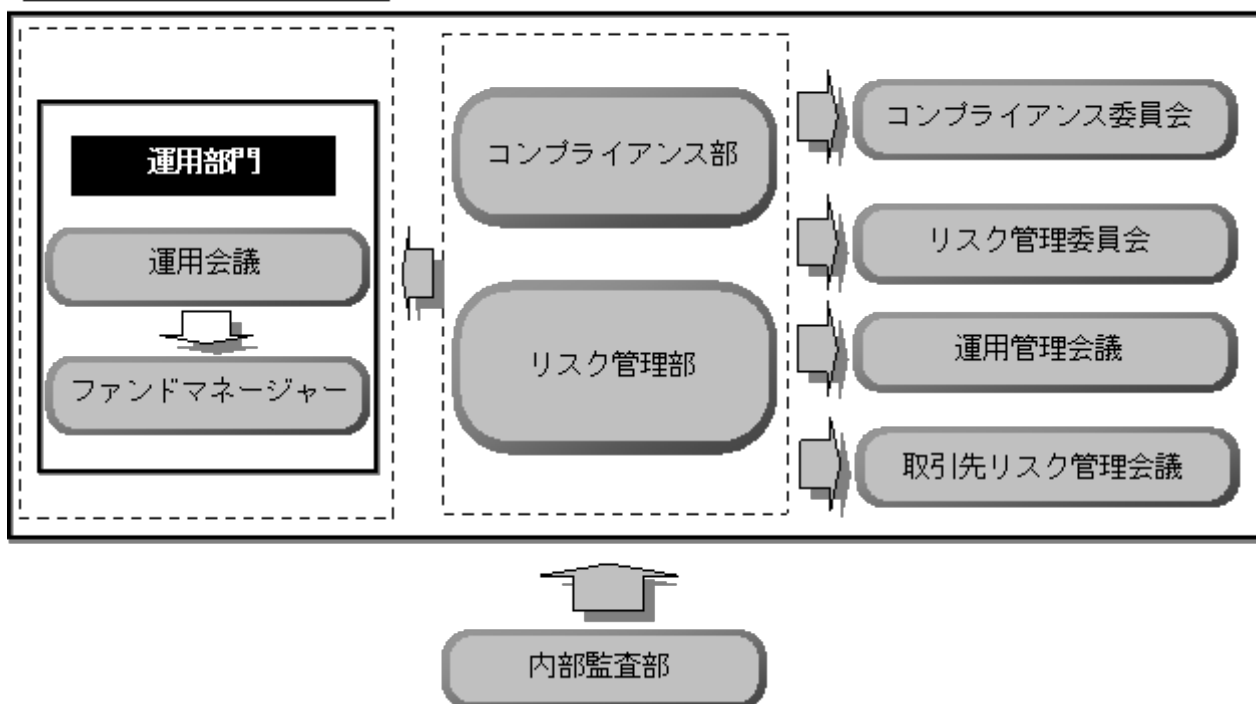 運用部門
運用会議
ファンドマネージャー
コンプライアンス部
リスク管理部
コンプライアンス委員会
リスク管理委員会
運用管理会議
取引先リスク管理会議
内部監査部